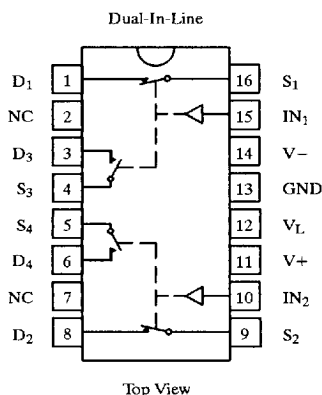 Dual-In-Line
D1 1 16 S1
NC 2 15 IN1
D3 3 14 V−
S3 4 13 GND
S4 5 12 VL
D4 6 11 V+
NC 7 10 IN2
D2 8 9 S2
Top View